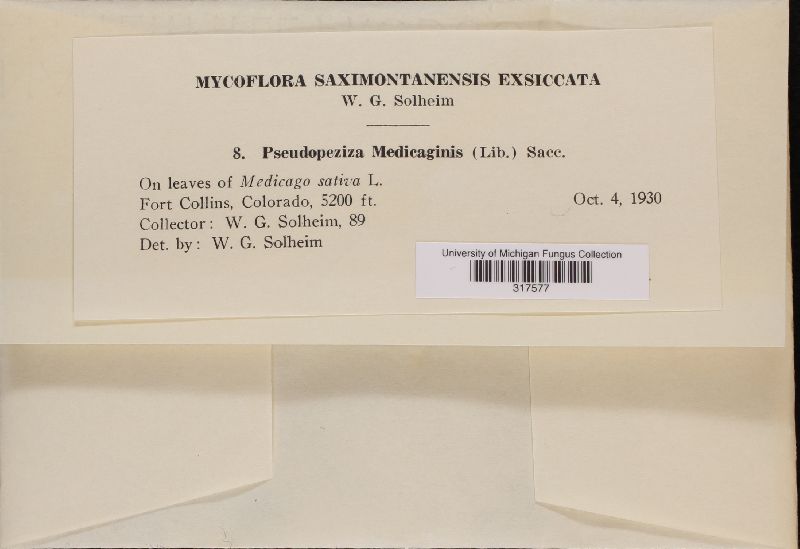 MYCOFLORA SAXIMONTANENSIS EXSICCATA
W. G. Solheim
8. Pseudopeziza Medicaginis (Lib.) Sacc.
On leaves of Medicago sativa L.
Fort Collins, Colorado, 5200 ft. Oct. 4, 1930
Collector: W. G. Solheim, 89
Det. by: W. G. Solheim
University of Michigan Fungus Collection
317577